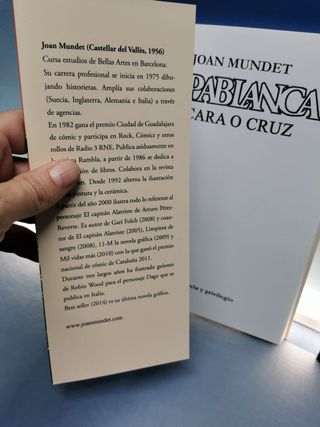 Joan Mundet (Castellar del Vallès, 1956)
Cursa estudios de Bellas Artes en Barcelona.
Su carrera profesional se inicia en 1975 dibu-
jando historietas. Amplía sus colaboraciones
(Suecia, Inglaterra, Alemania e Italia) a través
de agencias.
En 1982 gana el premio Ciudad de Guadalajara
de cómic y participa en Rock, Cómics y otros
rollos de Radio 3 RNE. Publica asiduamente en
Rambla, a partir de 1986 se dedica a
ón de libros. Colabora en la revista
art. Desde 1992 alterna la ilustración
pintura y la cerámica.
A partir del año 2000 ilustra todo lo referente al
personaje El capitán Alatriste de Arturo Pérez-
Reverte. Es autor de Gari Folch (2008) y coau-
tor de El capitán Alatriste (2005), Limpieza de
sangre (2008), 11-M la novela gráfica (2009) y
Mil vidas más (2010) con la que ganó el premio
nacional de cómic de Cataluña 2011.
Durante tres largos años ha ilustrado guiones
de Robin Wood para el personaje Dago que se
publica en Italia.
Best seller (2014) es su última novela gráfica.
www.joanmundet.com
JOAN MUNDET
PABLANCA
CARA O CRUZ
cia y privilegio